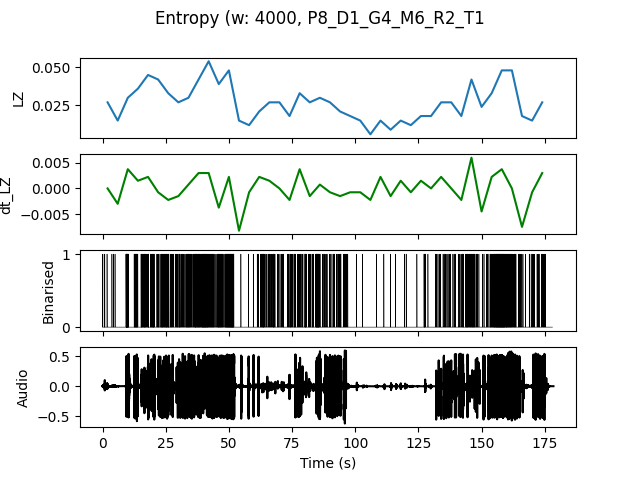 Entropy (w: 4000, P8_D1_G4_M6_R2_T1
0.050
LZ
0.025
0.005
dt_LZ
0.000
−0.005
1
Binarised
0
0.5
Audio
0.0
−0.5
0 25 50 75 100 125 150 175
Time (s)